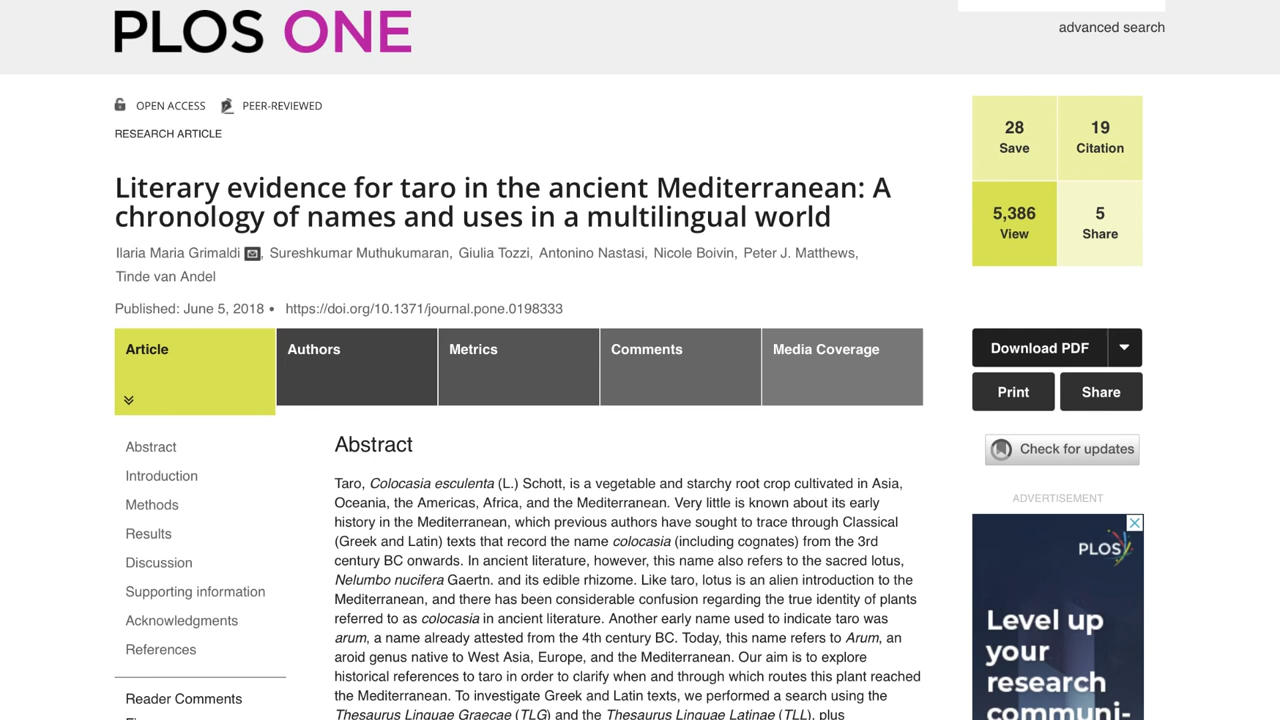 PLOS ONE
advanced search
OPEN ACCESS
PEER-REVIEWED
RESEARCH ARTICLE
Literary evidence for taro in the ancient Mediterranean: A
chronology of names and uses in a multilingual world
Ilaria Maria Grimaldi, Sureshkumar Muthukumaran, Giulia Tozzi, Antonino Nastasi, Nicole Boivin, Peter J. Matthews,
Tinde van Andel
Published: June 5, 2018 • https://doi.org/10.1371/journal.pone.0198333
28
Save
19
Citation
5,386
View
5
Share
Article
Authors
Metrics
Comments
Media Coverage
Download PDF
Print
Share
Check for updates
Abstract
Introduction
Methods
Results
Discussion
Supporting information
Acknowledgments
References
Reader Comments
Abstract
Taro, Colocasia esculenta (L.) Schott, is a vegetable and starchy root crop cultivated in Asia,
Oceania, the Americas, Africa, and the Mediterranean. Very little is known about its early
history in the Mediterranean, which previous authors have sought to trace through Classical
(Greek and Latin) texts that record the name colocasia (including cognates) from the 3rd
century BC onwards. In ancient literature, however, this name also refers to the sacred lotus,
Nelumbo nucifera Gaertn. and its edible rhizome. Like taro, lotus is an alien introduction to the
Mediterranean, and there has been considerable confusion regarding the true identity of plants
referred to as colocasia in ancient literature. Another early name used to indicate taro was
arum, a name already attested from the 4th century BC. Today, this name refers to Arum, an
aroid genus native to West Asia, Europe, and the Mediterranean. Our aim is to explore
historical references to taro in order to clarify when and through which routes this plant reached
the Mediterranean. To investigate Greek and Latin texts, we performed a search using the
Thesaurus Linguae Graecae (TLG) and the Thesaurus Linguae Latinae (TLL), plus
ADVERTISEMENT
PLOS
Level up
your
research
communi-